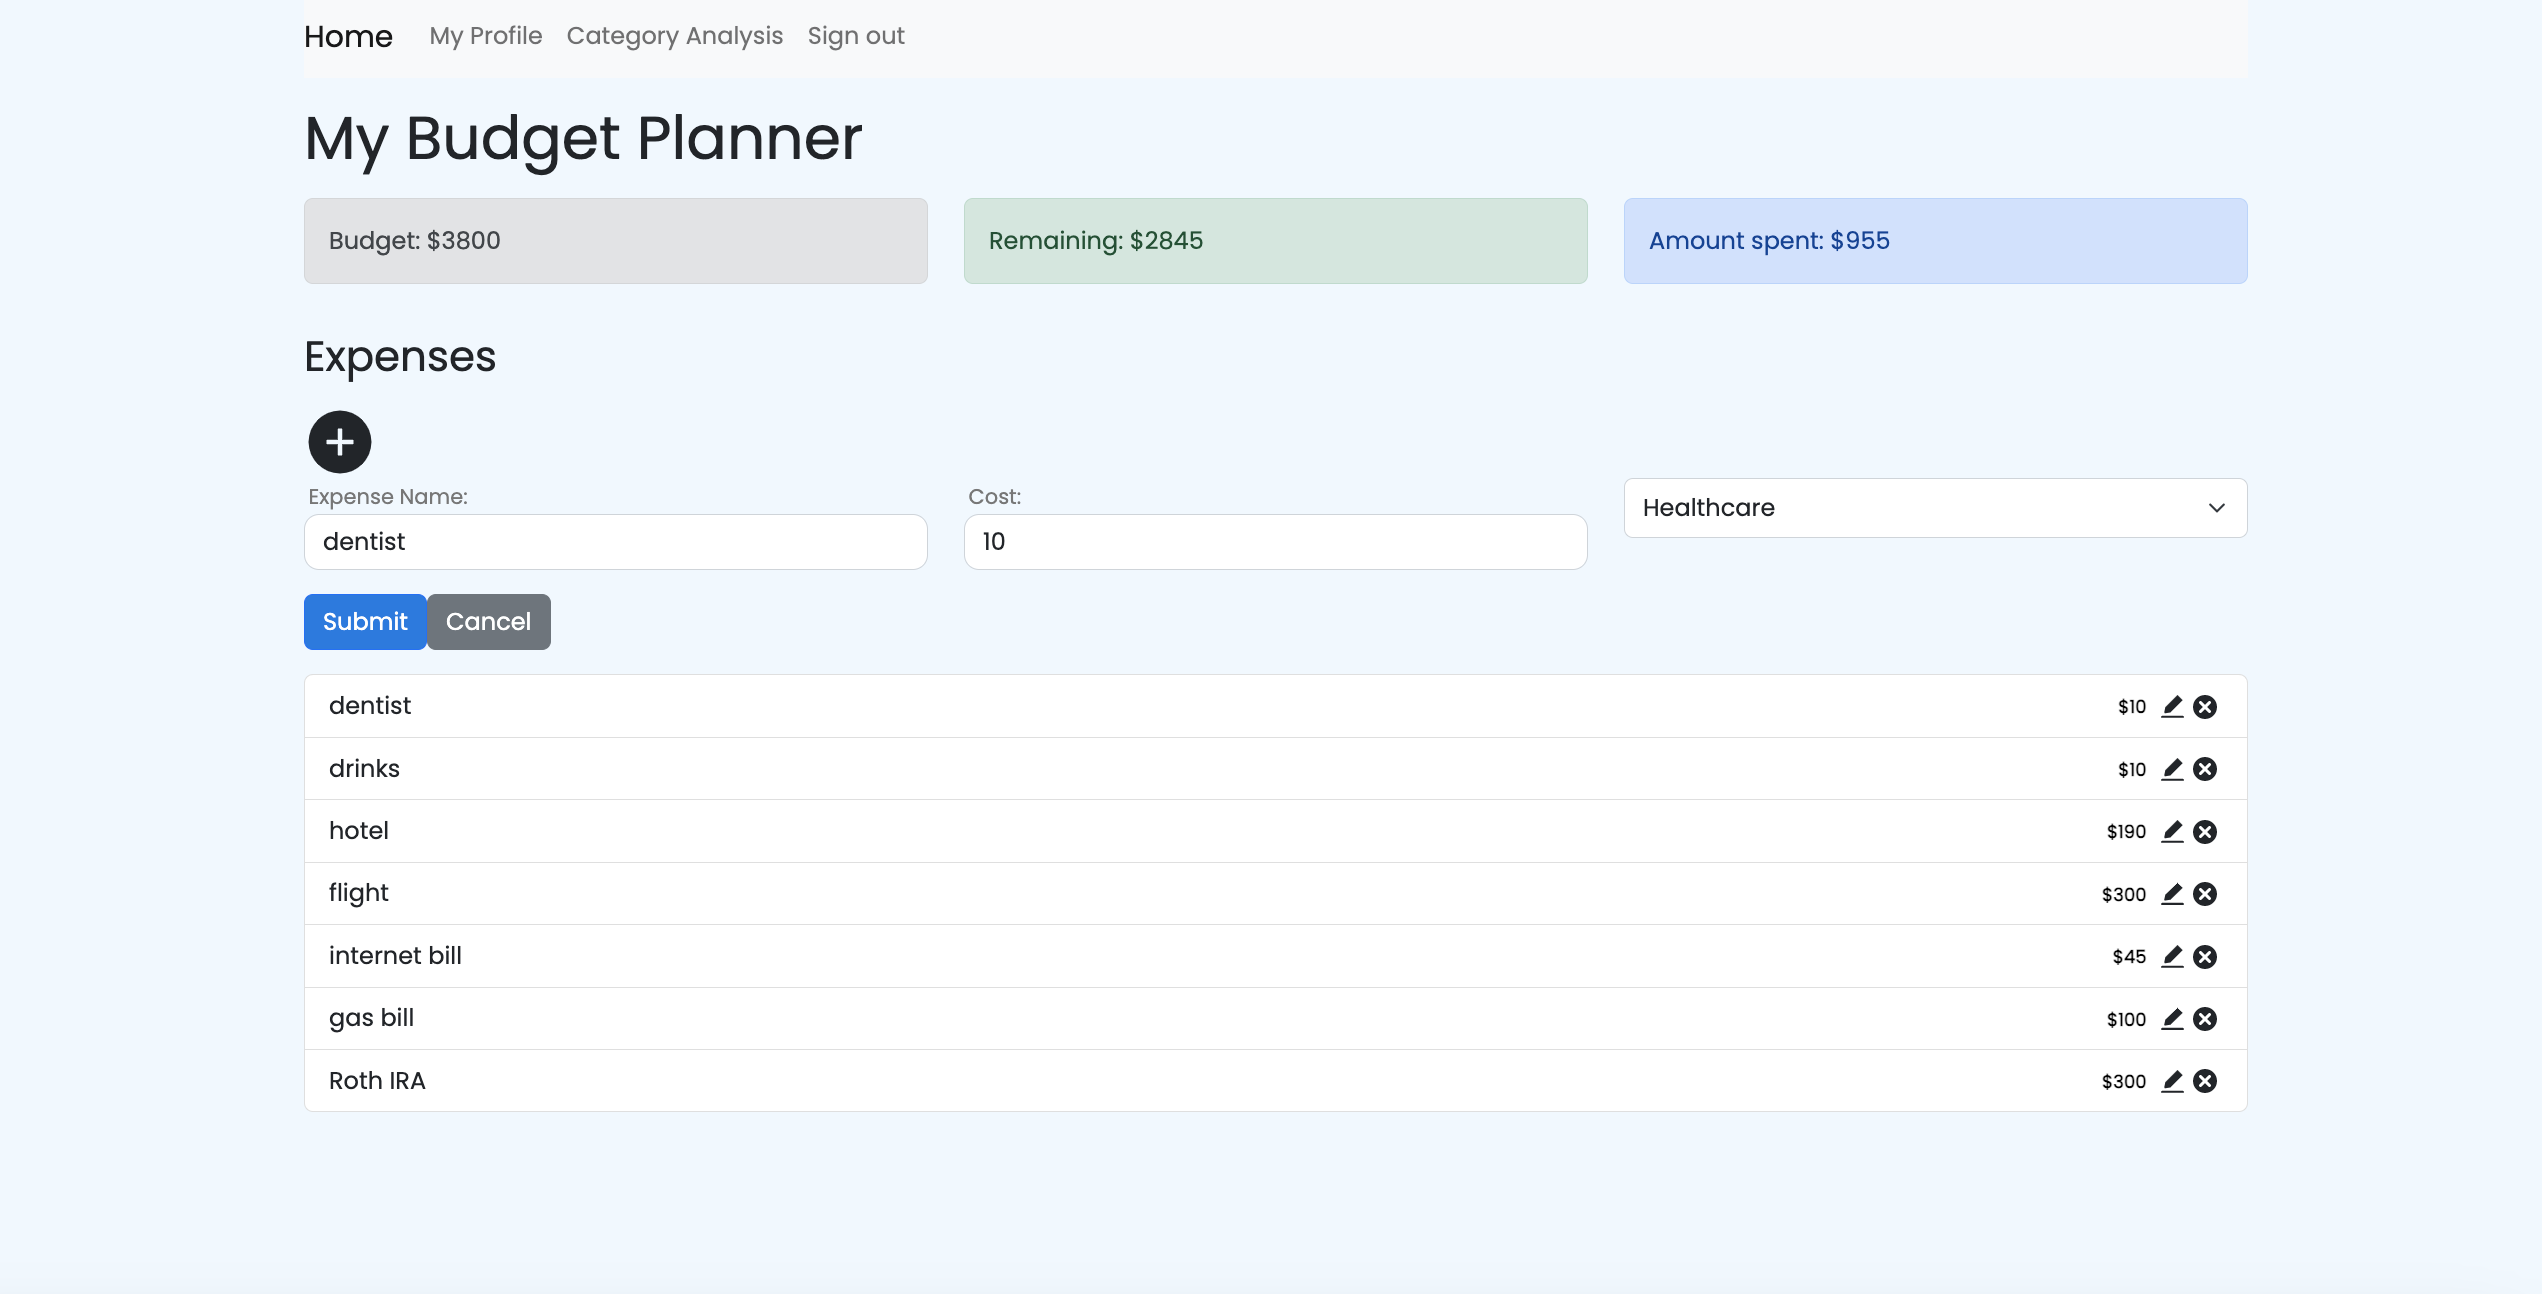 Home My Profile Category Analysis Sign out
My Budget Planner
Budget: $3800 Remaining: $2845 Amount spent: $955
Expenses
Expense Name: Cost:
Healthcare
dentist 10
Submit Cancel
dentist $10
drinks $10
hotel $190
flight $300
internet bill $45
gas bill $100
Roth IRA $300